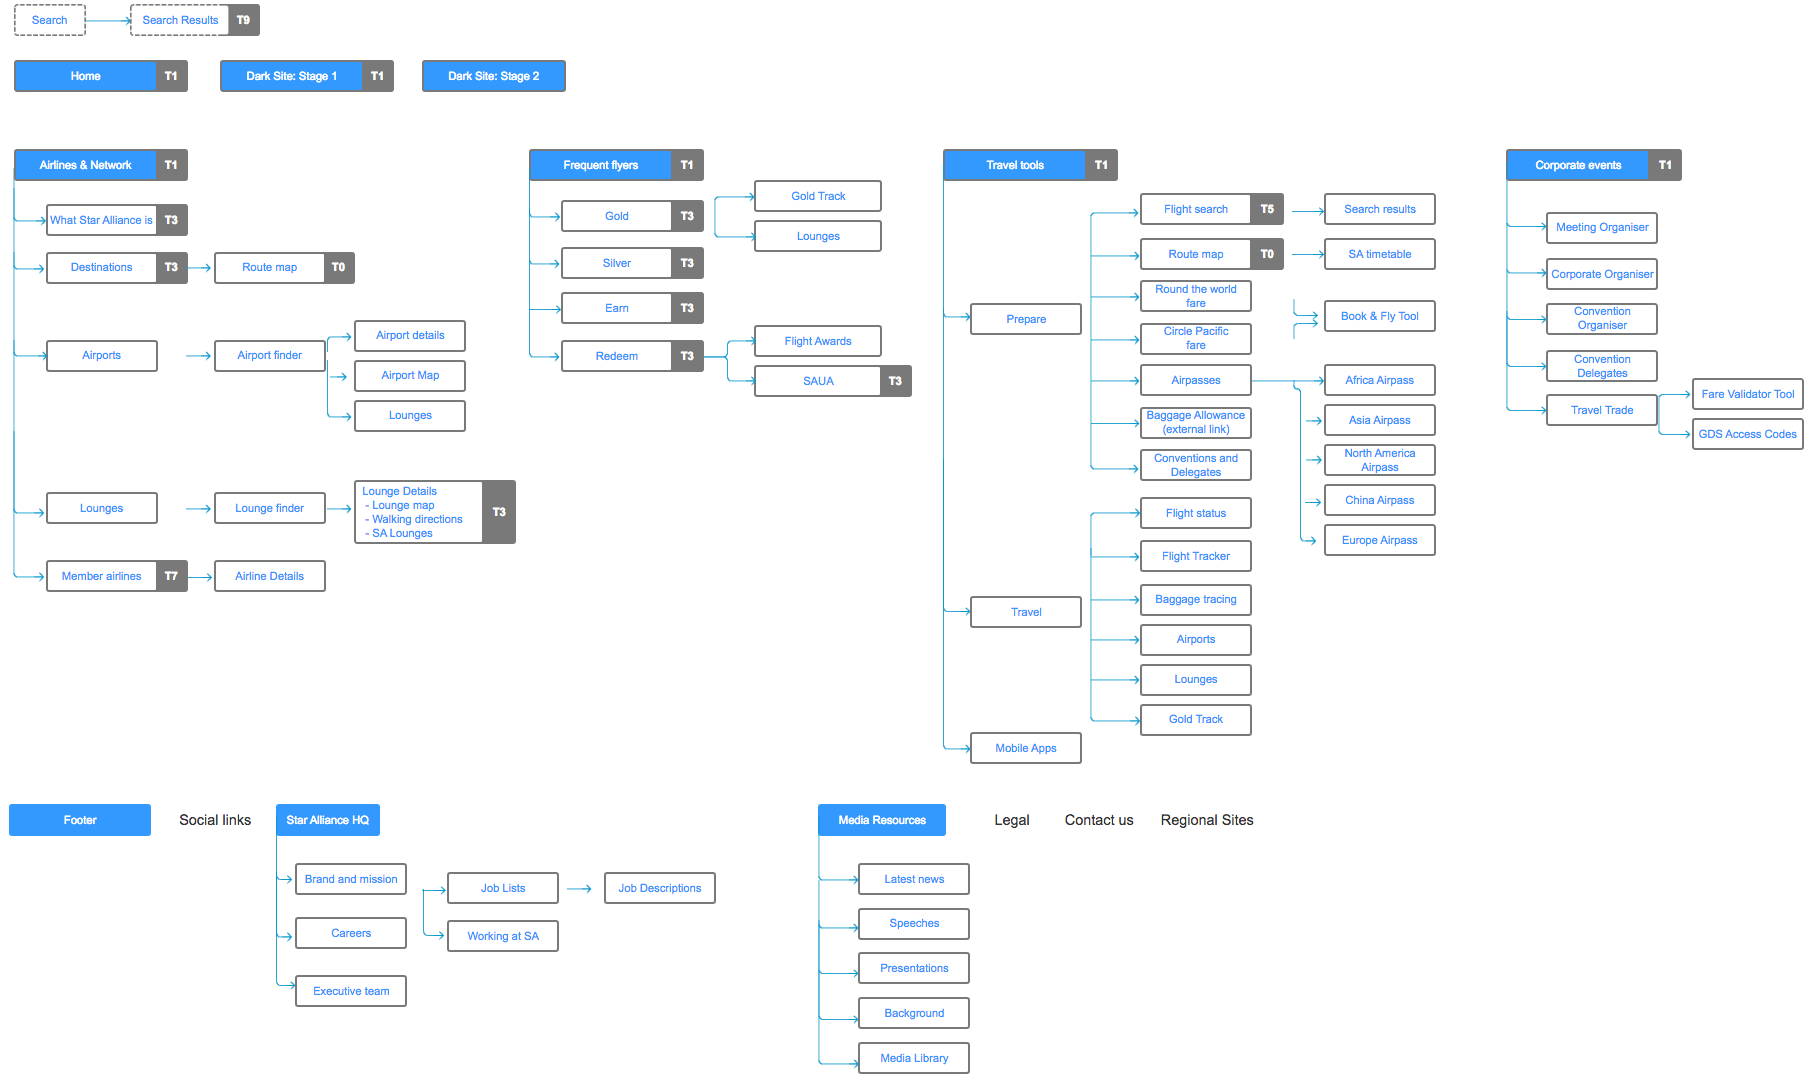 Search
Search Results
T9
Home
T1
Dark Site: Stage 1
T1
Dark Site: Stage 2
Airlines & Network
T1
What Star Alliance is
T3
Destinations
T3
Route map
T0
Airports
Airport finder
Airport details
Airport Map
Lounges
Lounges
Lounge finder
Lounge Details
- Lounge map
- Walking directions
- SA Lounges
T3
Member airlines
T7
Airline Details
Frequent flyers
T1
Gold
T3
Gold Track
Lounges
Silver
T3
Earn
T3
Redeem
T3
Flight Awards
SAUA
T3
Travel tools
T1
Prepare
Flight search
T5
Search results
Route map
T0
SA timetable
Round the world
fare
Circle Pacific
fare
Book & Fly Tool
Airpasses
Africa Airpass
Asia Airpass
North America
Airpass
China Airpass
Europe Airpass
Baggage Allowance
(external link)
Conventions and
Delegates
Travel
Flight status
Flight Tracker
Baggage tracing
Airports
Lounges
Gold Track
Mobile Apps
Corporate events
T1
Meeting Organiser
Corporate Organiser
Convention
Organiser
Convention
Delegates
Travel Trade
Fare Validator Tool
GDS Access Codes
Footer
Social links
Star Alliance HQ
Brand and mission
Careers
Job Lists
Job Descriptions
Working at SA
Executive team
Media Resources
Latest news
Speeches
Presentations
Background
Media Library
Legal
Contact us
Regional Sites